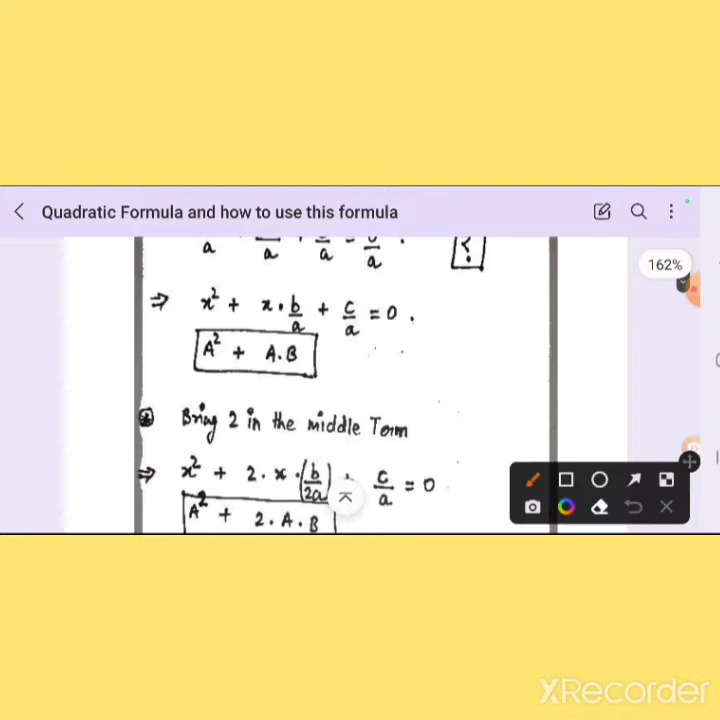 Quadratic Formula and how to use this formula
162%
⇒ x² + x · b/a + c/a = 0 .
A² + A.B
Bring 2 in the middle Term
⇒ x² + 2 · x · (b/2a) + c/a = 0
A² + 2 . A . B
XRecorder